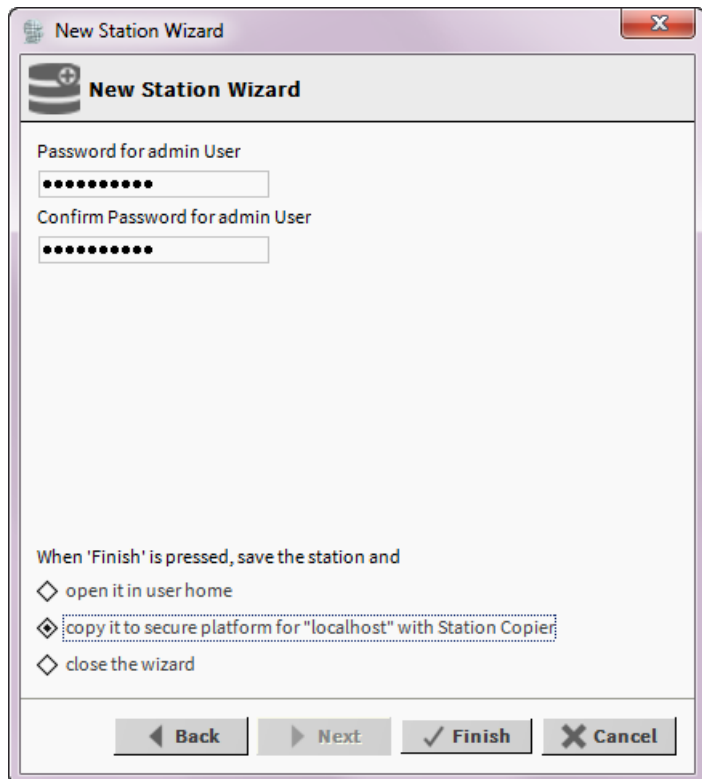 New Station Wizard
New Station Wizard
Password for admin User
••••••••••
Confirm Password for admin User
••••••••••
When 'Finish' is pressed, save the station and
open it in user home
copy it to secure platform for "localhost" with Station Copier
close the wizard
Back Next Finish Cancel